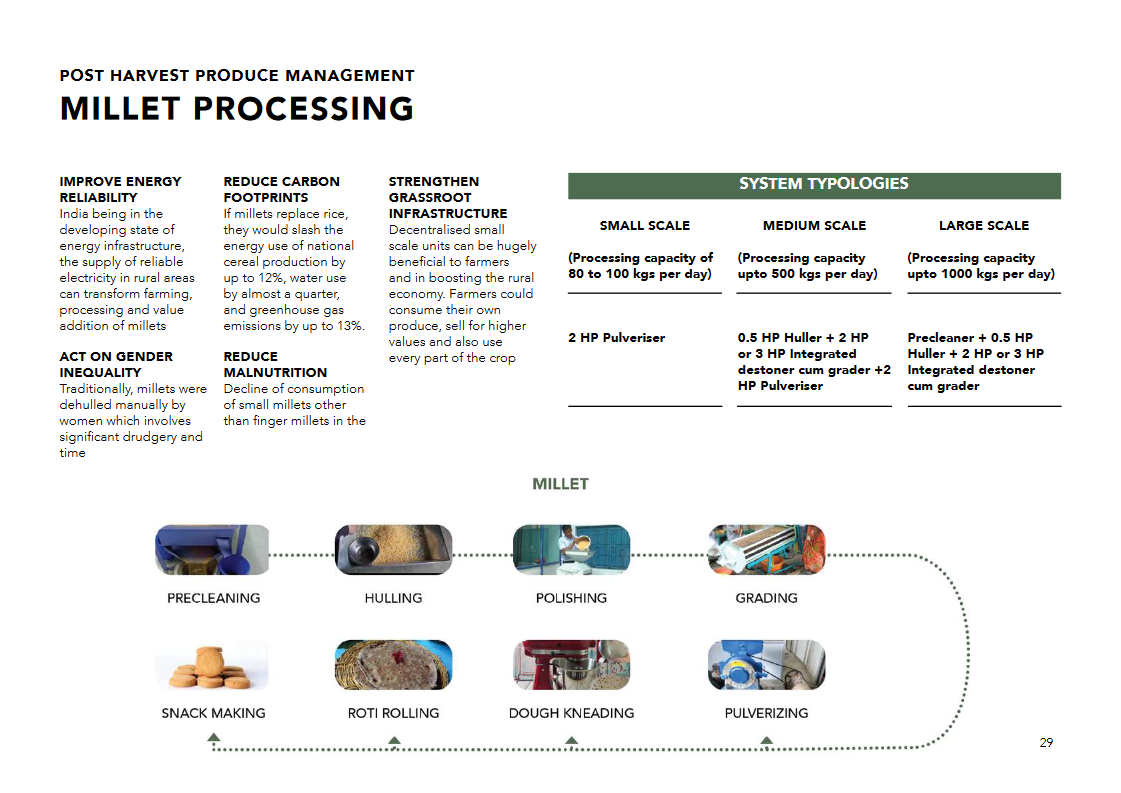 POST HARVEST PRODUCE MANAGEMENT
MILLET PROCESSING
IMPROVE ENERGY
RELIABILITY
India being in the
developing state of
energy infrastructure,
the supply of reliable
electricity in rural areas
can transform farming,
processing and value
addition of millets
ACT ON GENDER
INEQUALITY
Traditionally, millets were
dehulled manually by
women which involves
significant drudgery and
time
REDUCE CARBON
FOOTPRINTS
If millets replace rice,
they would slash the
energy use of national
cereal production by
up to 12%, water use
by almost a quarter,
and greenhouse gas
emissions by up to 13%.
REDUCE
MALNUTRITION
Decline of consumption
of small millets other
than finger millets in the
STRENGTHEN
GRASSROOT
INFRASTRUCTURE
Decentralised small
scale units can be hugely
beneficial to farmers
and in boosting the rural
economy. Farmers could
consume their own
produce, sell for higher
values and also use
every part of the crop
SYSTEM TYPOLOGIES
SMALL SCALE
(Processing capacity of
80 to 100 kgs per day)
2 HP Pulveriser
MEDIUM SCALE
(Processing capacity
upto 500 kgs per day)
0.5 HP Huller + 2 HP
or 3 HP Integrated
destoner cum grader +2
HP Pulveriser
LARGE SCALE
(Processing capacity
upto 1000 kgs per day)
Precleaner + 0.5 HP
Huller + 2 HP or 3 HP
Integrated destoner
cum grader
MILLET
PRECLEANING
HULLING
POLISHING
GRADING
SNACK MAKING
ROTI ROLLING
DOUGH KNEADING
PULVERIZING
29